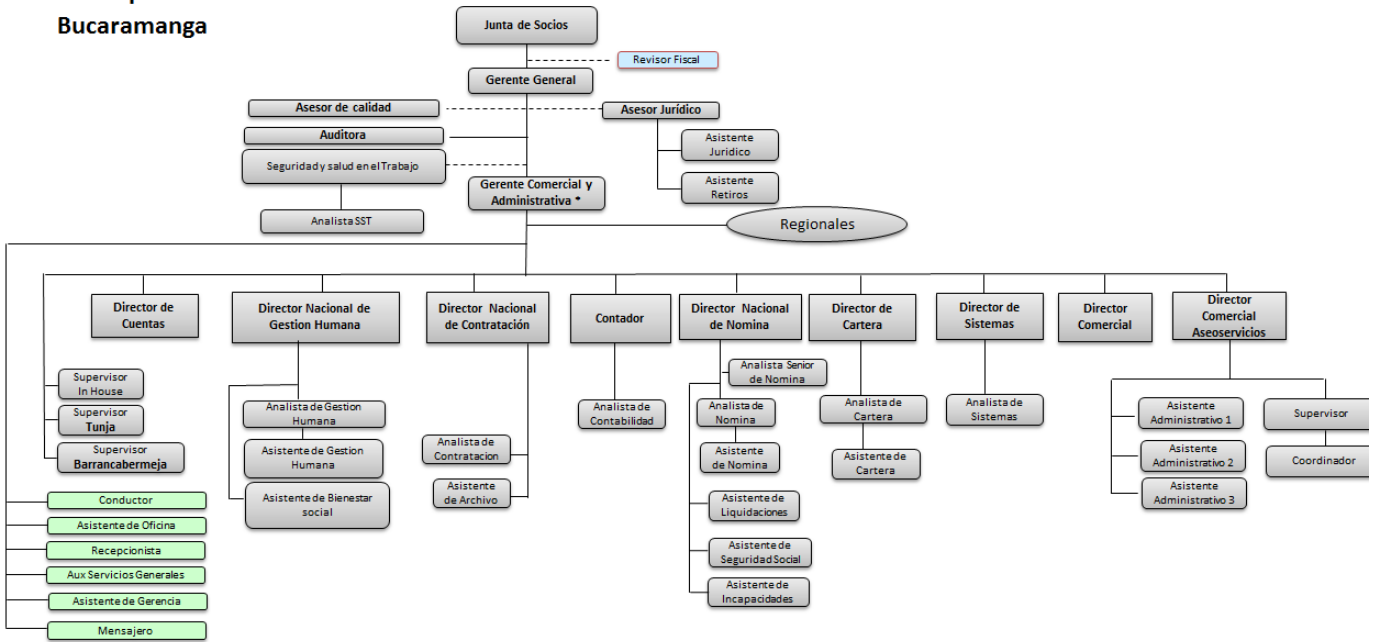 Bucaramanga
Junta de Socios
Revisor Fiscal
Gerente General
Asesor de calidad
Asesor Jurídico
Auditora
Asistente
Juridico
Seguridad y salud en el Trabajo
Gerente Comercial y
Administrativa *
Asistente
Retiros
Analista SST
Regionales
Director de
Cuentas
Director Nacional de
Gestion Humana
Director Nacional
de Contratación
Contador
Director Nacional
de Nomina
Director de
Cartera
Director de
Sistemas
Director
Comercial
Director
Comercial
Aseoservicios
Supervisor
In House
Supervisor
Tunja
Supervisor
Barrancabermeja
Analista de Gestion
Humana
Asistente de Gestion
Humana
Asistente de Bienestar
social
Analista de
Contratacion
Asistente
de Archivo
Analista de
Contabilidad
Analista Senior
de Nomina
Analista de
Nomina
Asistente
de Nomina
Asistente de
Liquidaciones
Asistente de
Seguridad Social
Asistente de
Incapacidades
Analista de
Cartera
Asistente de
Cartera
Analista de
Sistemas
Asistente
Administrativo 1
Asistente
Administrativo 2
Asistente
Administrativo 3
Supervisor
Coordinador
Conductor
Asistente de Oficina
Recepcionista
Aux Servicios Generales
Asistente de Gerencia
Mensajero